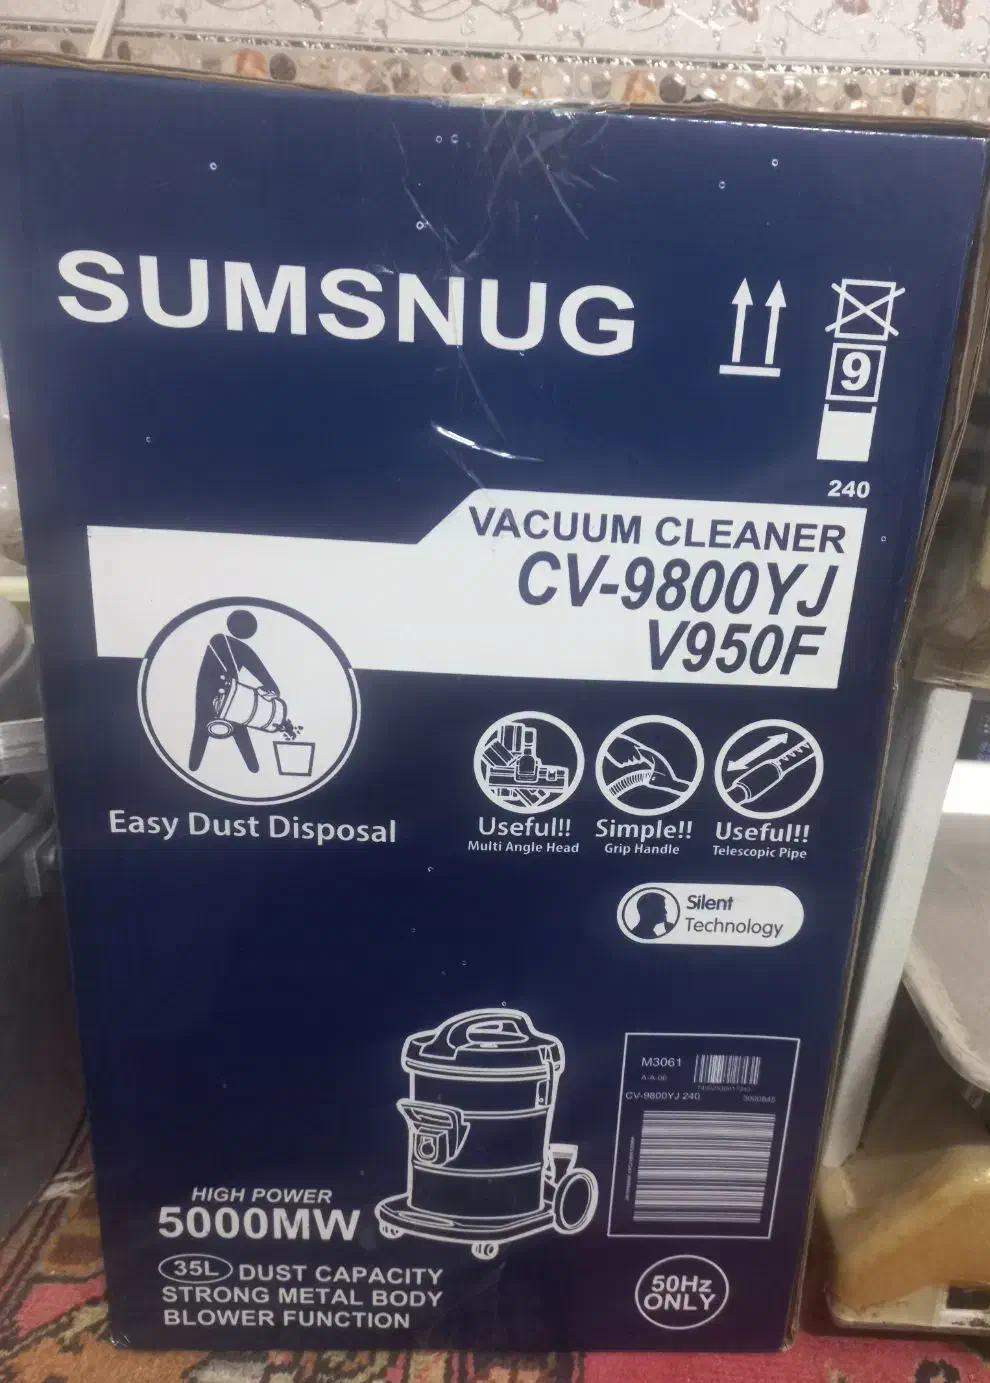 SUMSNUG
9
240
VACUUM CLEANER
CV-9800YJ
V950F
Easy Dust Disposal
Useful!!
Multi Angle Head
Simple!!
Grip Handle
Useful!!
Telescopic Pipe
Silent
Technology
M3061
A-A-06
CV-9800YJ 240
HIGH POWER
5000MW
35L DUST CAPACITY
STRONG METAL BODY
BLOWER FUNCTION
50Hz
ONLY